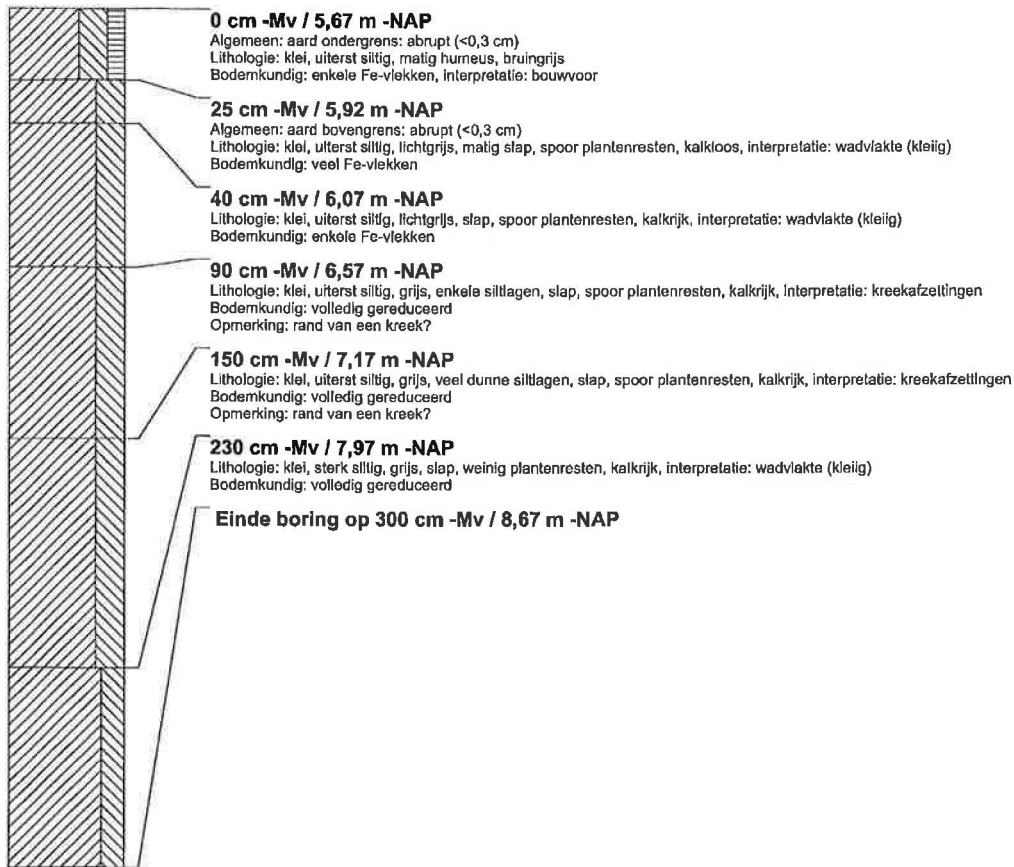 0 cm -Mv / 5,67 m -NAP
Algemeen: aard ondergrens: abrupt (<0,3 cm)
Lithologie: klei, uiterst siltig, matig humeus, bruingrijs
Bodemkundig: enkele Fe-vlekken, interpretatie: bouwvoor
25 cm -Mv / 5,92 m -NAP
Algemeen: aard bovengrens: abrupt (<0,3 cm)
Lithologie: klei, uiterst siltig, lichtgrijs, matig slap, spoor plantenresten, kalkloos, interpretatie: wadvlakte (kleiig)
Bodemkundig: veel Fe-vlekken
40 cm -Mv / 6,07 m -NAP
Lithologie: klei, uiterst siltig, lichtgrijs, slap, spoor plantenresten, kalkrijk, interpretatie: wadvlakte (kleiig)
Bodemkundig: enkele Fe-vlekken
90 cm -Mv / 6,57 m -NAP
Lithologie: klei, uiterst siltig, grijs, enkele siltlagen, slap, spoor plantenresten, kalkrijk, interpretatie: kreekafzettingen
Bodemkundig: volledig gereduceerd
Opmerking: rand van een kreek?
150 cm -Mv / 7,17 m -NAP
Lithologie: klei, uiterst siltig, grijs, veel dunne siltlagen, slap, spoor plantenresten, kalkrijk, interpretatie: kreekafzettingen
Bodemkundig: volledig gereduceerd
Opmerking: rand van een kreek?
230 cm -Mv / 7,97 m -NAP
Lithologie: klei, sterk siltig, grijs, slap, weinig plantenresten, kalkrijk, interpretatie: wadvlakte (kleiig)
Bodemkundig: volledig gereduceerd
Einde boring op 300 cm -Mv / 8,67 m -NAP